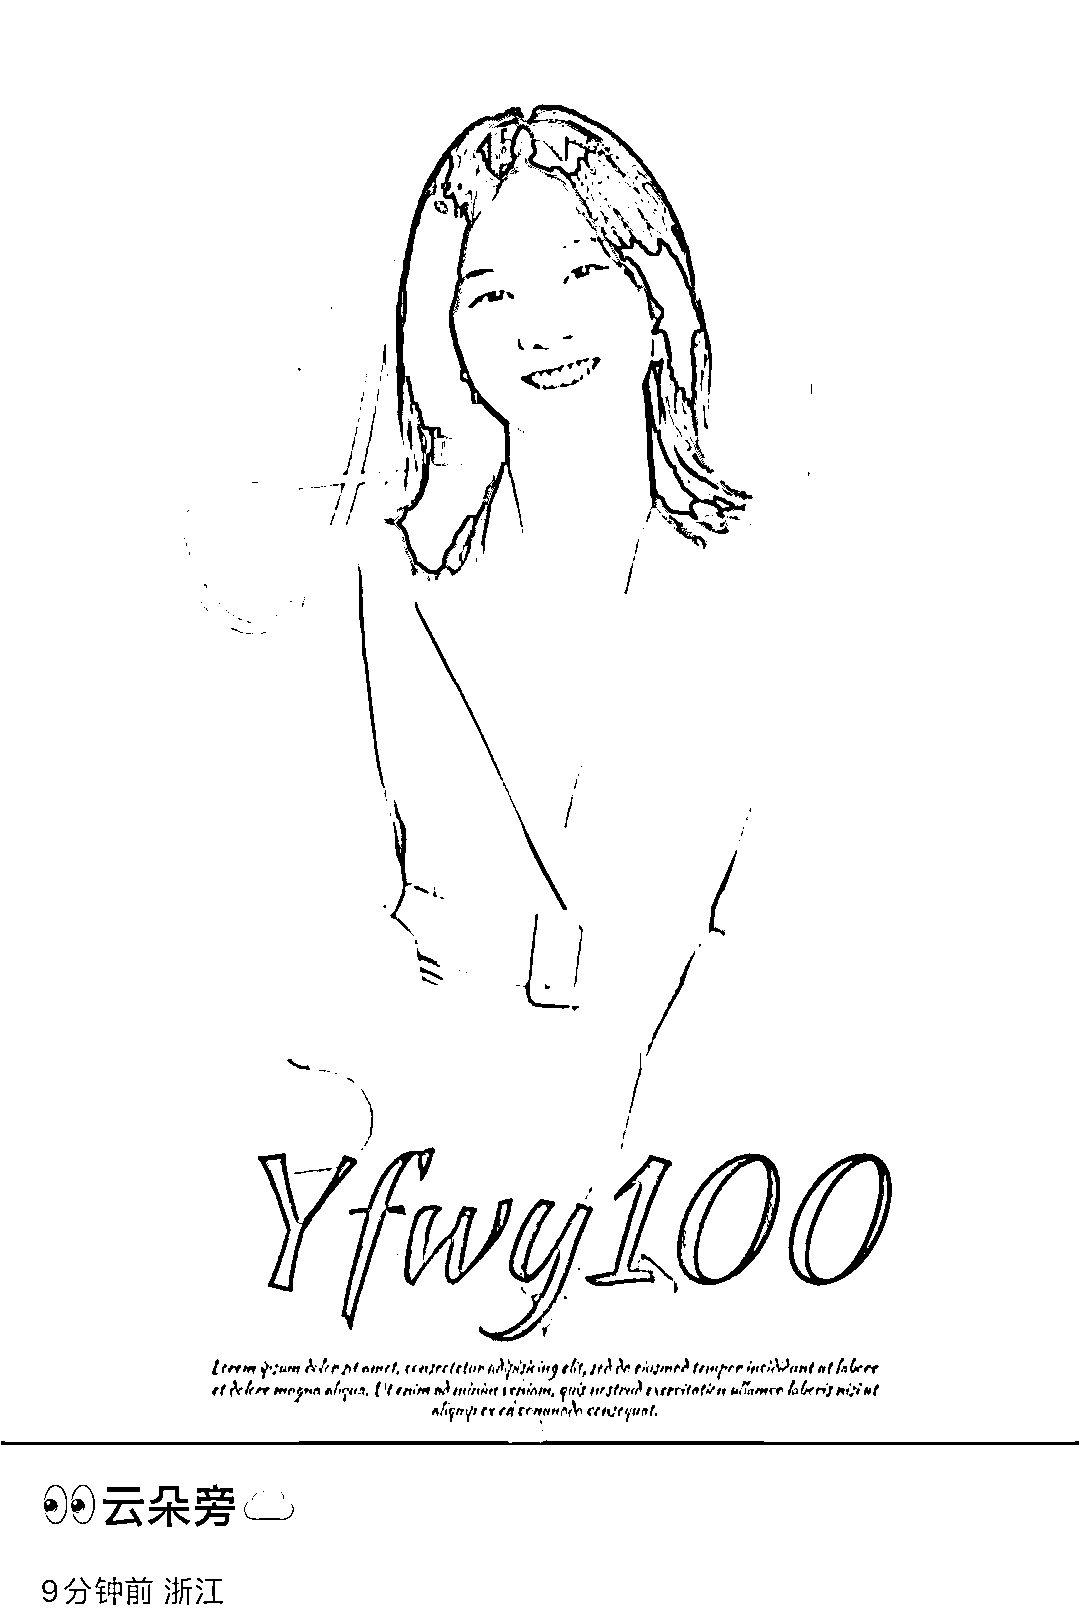 Yfwy100
Lorem ipsum dolor sit amet, consectetur adipisicing elit, sed do eiusmod tempor incididunt ut labore
et dolore magna aliqua. Ut enim ad minim veniam, quis nostrud exercitation ullamco laboris nisi ut
aliquip ex ea commodo consequat.
👀云朵旁☁️
9分钟前 浙江